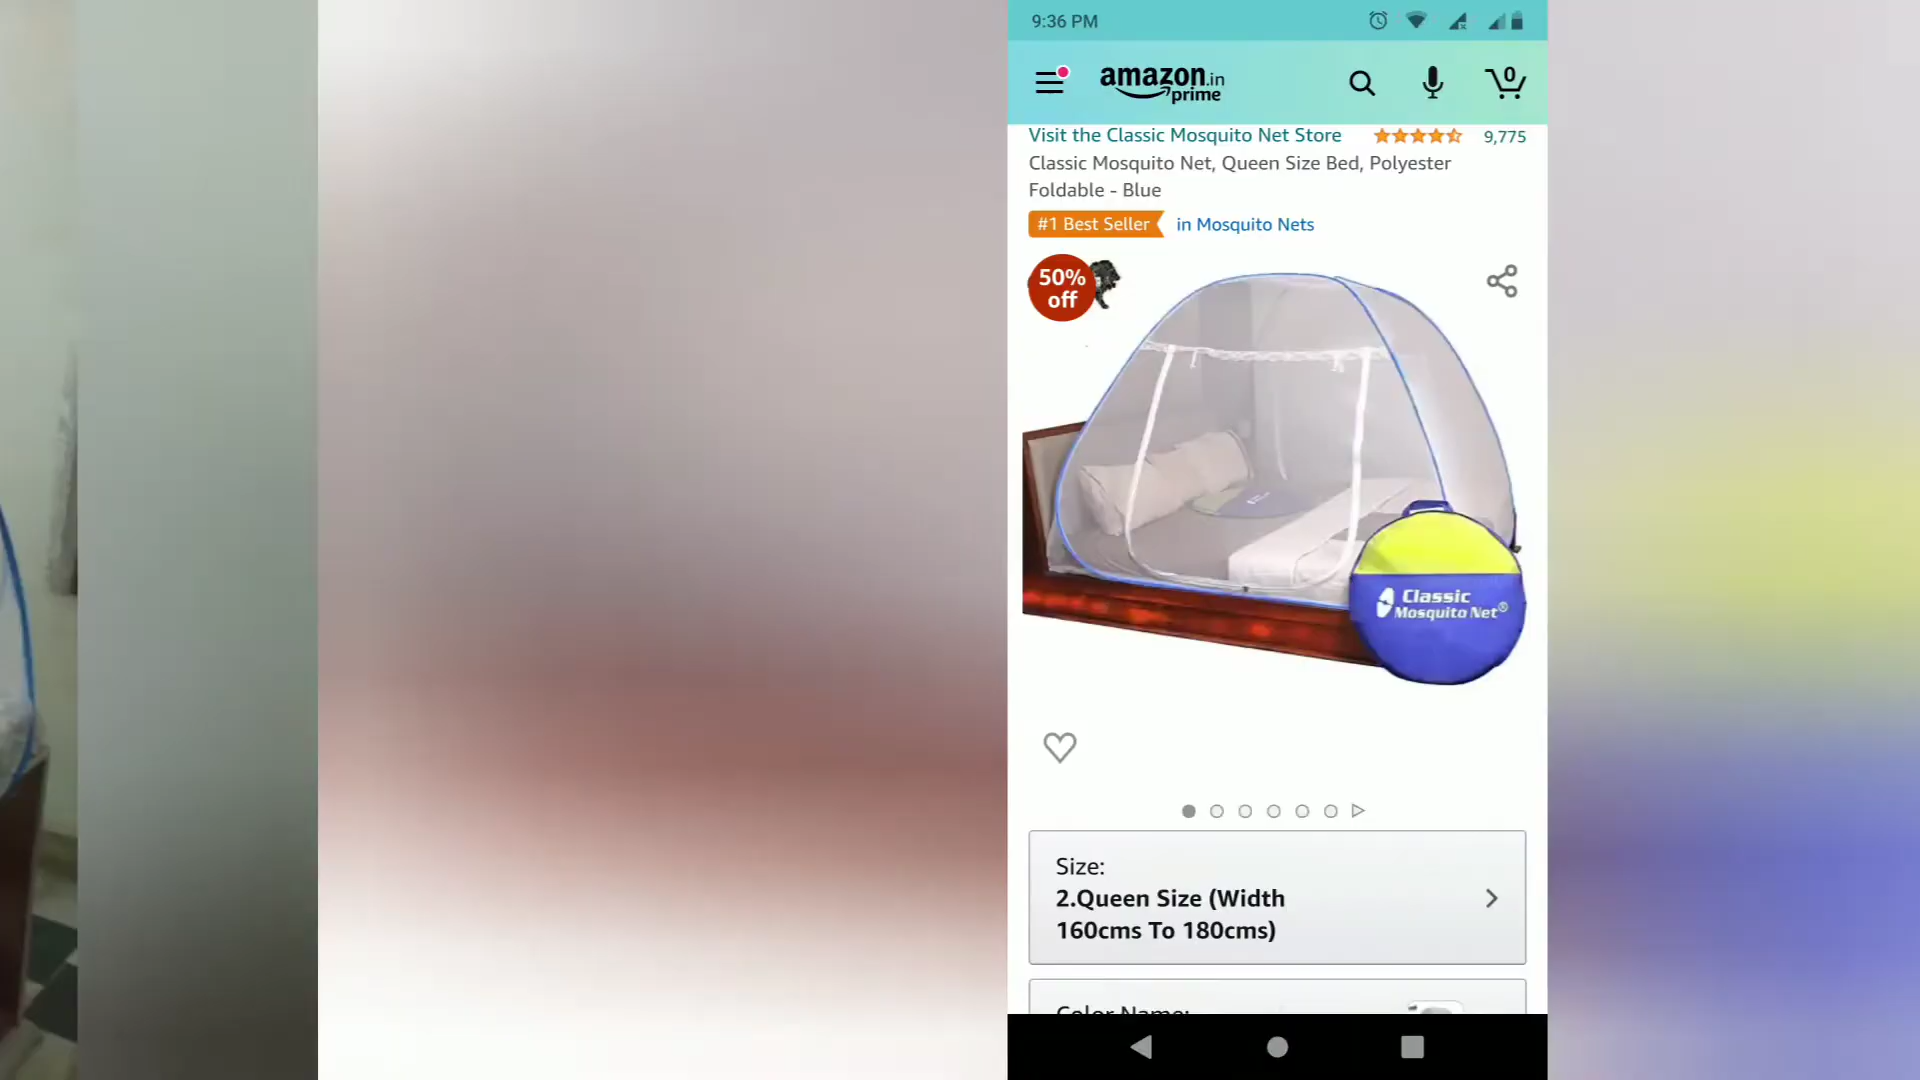 9:36 PM
amazon.in
prime
0
Visit the Classic Mosquito Net Store
9,775
Classic Mosquito Net, Queen Size Bed, Polyester
Foldable - Blue
#1 Best Seller in Mosquito Nets
50%
off
Classic
Mosquito Net®
Size:
2.Queen Size (Width
160cms To 180cms)
Color Name: